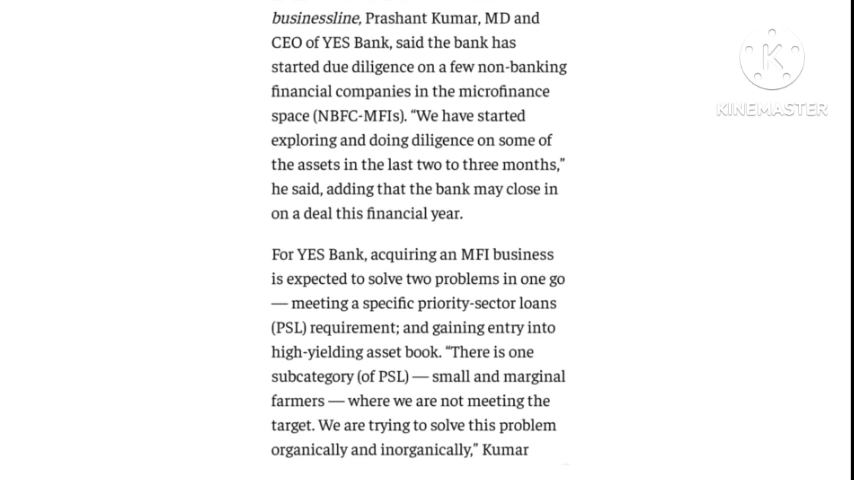 businessline, Prashant Kumar, MD and
CEO of YES Bank, said the bank has
started due diligence on a few non-banking
financial companies in the microfinance
space (NBFC-MFIs). “We have started
exploring and doing diligence on some of
the assets in the last two to three months,”
he said, adding that the bank may close in
on a deal this financial year.
For YES Bank, acquiring an MFI business
is expected to solve two problems in one go
— meeting a specific priority-sector loans
(PSL) requirement; and gaining entry into
high-yielding asset book. “There is one
subcategory (of PSL) — small and marginal
farmers — where we are not meeting the
target. We are trying to solve this problem
organically and inorganically,” Kumar
K
KINEMASTER